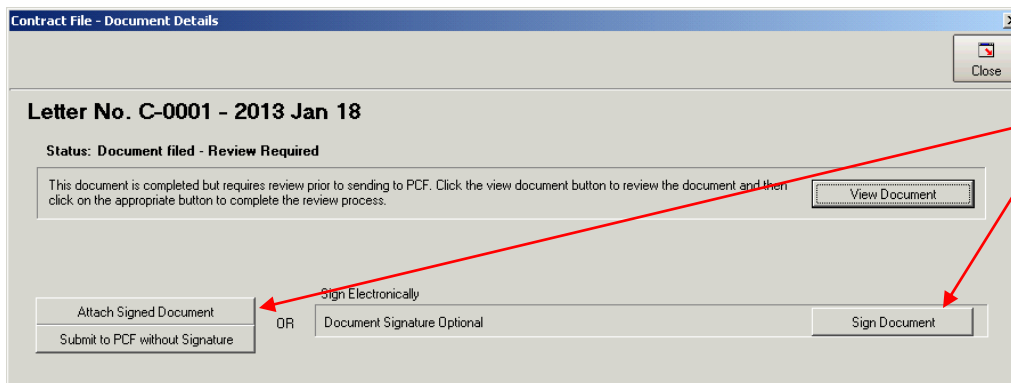 Contract File - Document Details
Close
Letter No. C-0001 - 2013 Jan 18
Status: Document filed - Review Required
This document is completed but requires review prior to sending to PCF. Click the view document button to review the document and then
click on the appropriate button to complete the review process.
View Document
Sign Electronically
Attach Signed Document
OR
Document Signature Optional
Sign Document
Submit to PCF without Signature